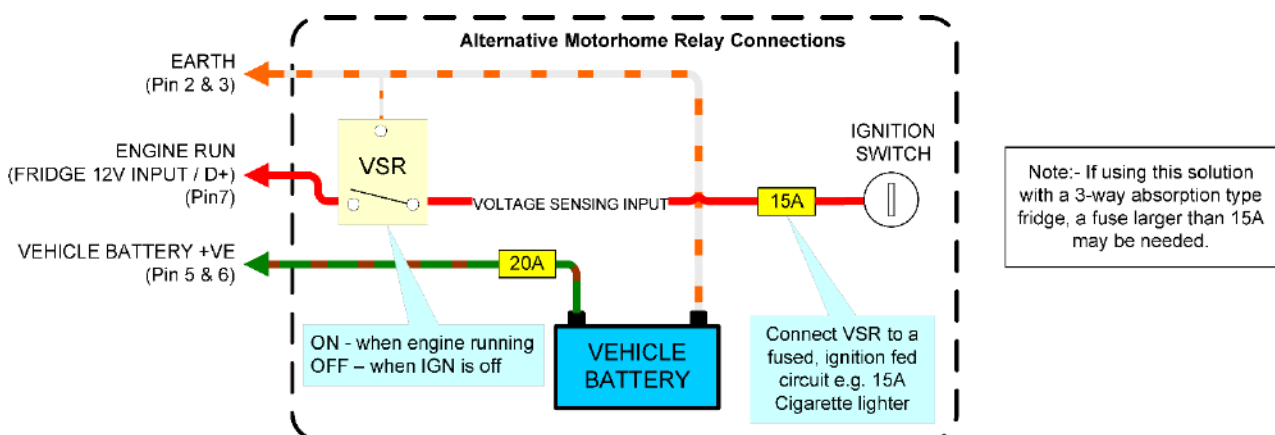 Alternative Motorhome Relay Connections
EARTH
(Pin 2 & 3)
ENGINE RUN
(FRIDGE 12V INPUT / D+)
(Pin7)
VEHICLE BATTERY +VE
(Pin 5 & 6)
VSR
VOLTAGE SENSING INPUT
15A
IGNITION
SWITCH
20A
ON - when engine running
OFF – when IGN is off
VEHICLE
BATTERY
Connect VSR to a
fused, ignition fed
circuit e.g. 15A
Cigarette lighter
Note:- If using this solution
with a 3-way absorption type
fridge, a fuse larger than 15A
may be needed.